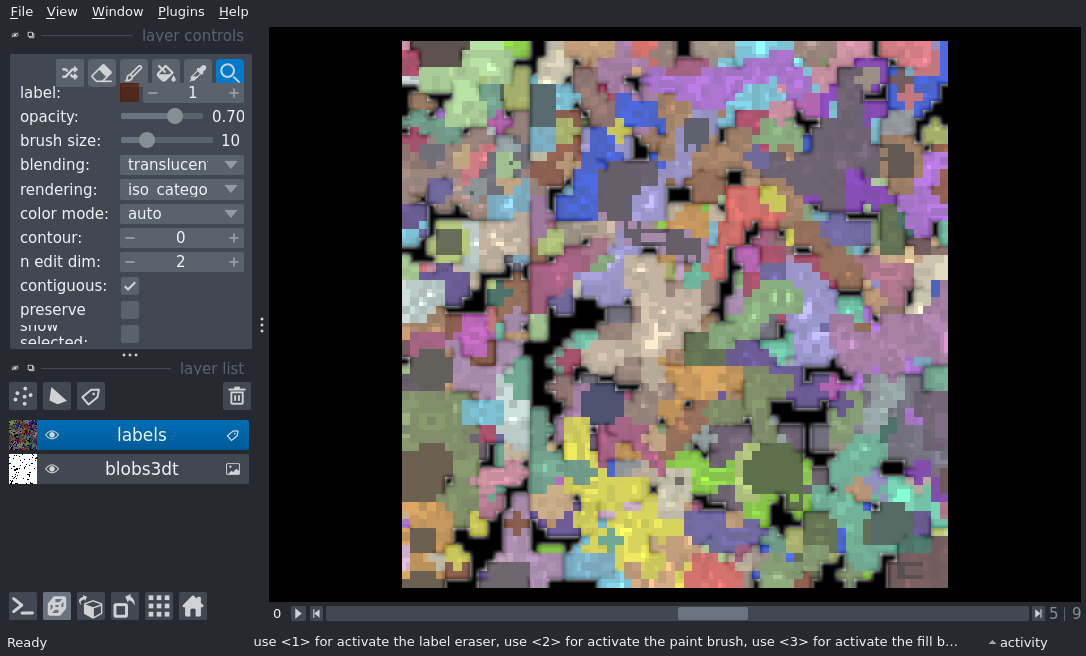 File View Window Plugins Help
layer controls
label: 1
opacity: 0.70
brush size: 10
blending: translucen
rendering: iso catego
color mode: auto
contour: 0
n edit dim: 2
contiguous:
preserve
show
selected:
layer list
labels
blobs3dt
0 5 | 9
Ready use <1> for activate the label eraser, use <2> for activate the paint brush, use <3> for activate the fill b... activity